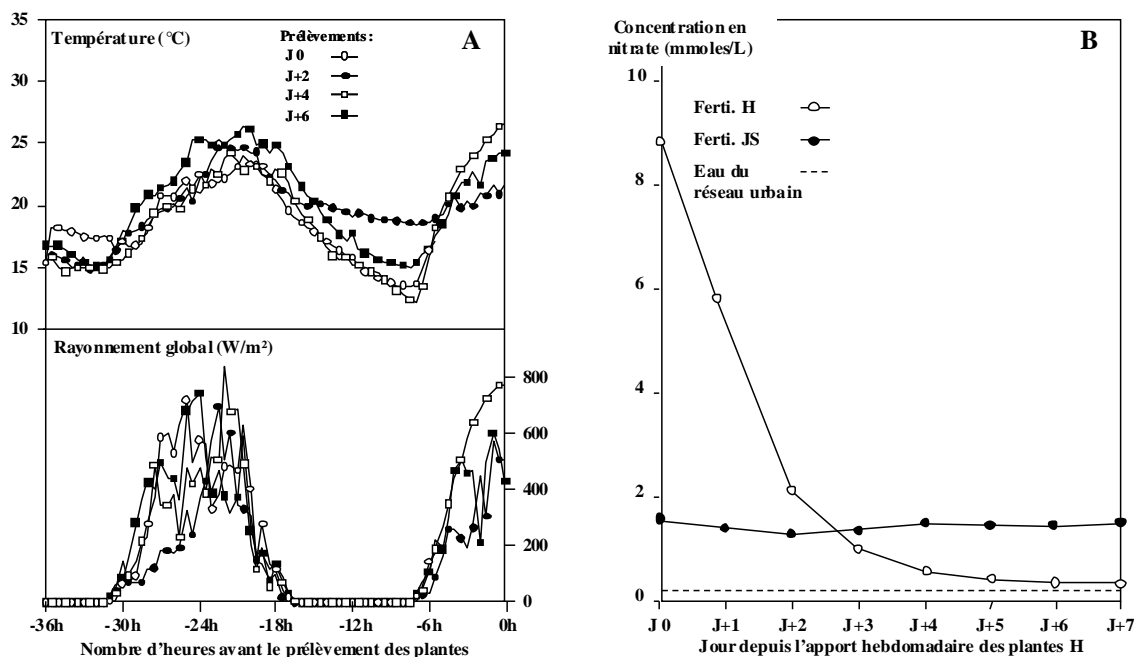 35
30
25
20
15
10
Température (°C)
Prélèvements :
J0
J+2
J+4
J+6
A
Rayonnement global (W/m²)
800
600
400
200
0
-36h
-30h
-24h
-18h
-12h
-6h
0h
Nombre d'heures avant le prélèvement des plantes
Concentration en
nitrate (mmoles/L)
B
10
8
6
4
2
0
Ferti. H
Ferti. JS
Eau du
réseau urbain
J 0
J+1
J+2
J+3
J+4
J+5
J+6
J+7
Jour depuis l'apport hebdomadaire des plantes H